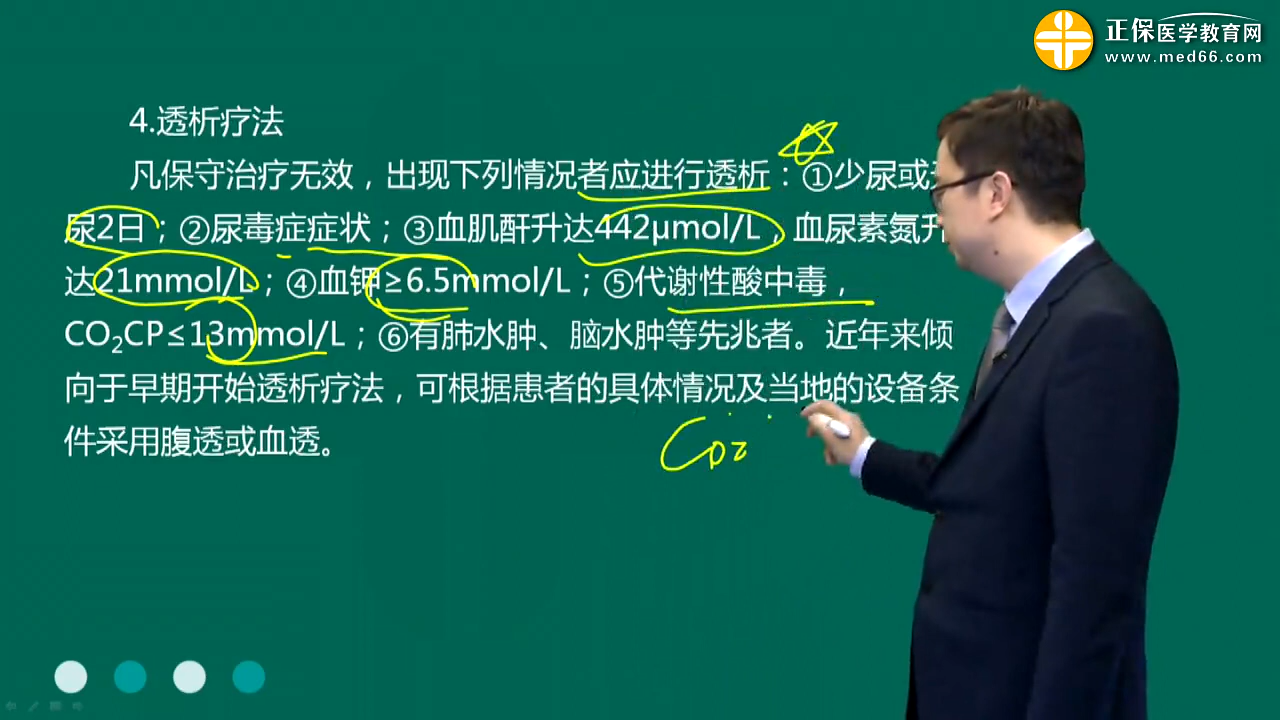 正保医学教育网
www.med66.com
4.透析疗法
凡保守治疗无效，出现下列情况者应进行透析：①少尿或
尿2日；②尿毒症症状；③血肌酐升达442μmol/L，血尿素氮升
达21mmol/L；④血钾≥6.5mmol/L；⑤代谢性酸中毒，
CO₂CP≤13mmol/L；⑥有肺水肿、脑水肿等先兆者。近年来倾
向于早期开始透析疗法，可根据患者的具体情况及当地的设备条
件采用腹透或血透。
CO2